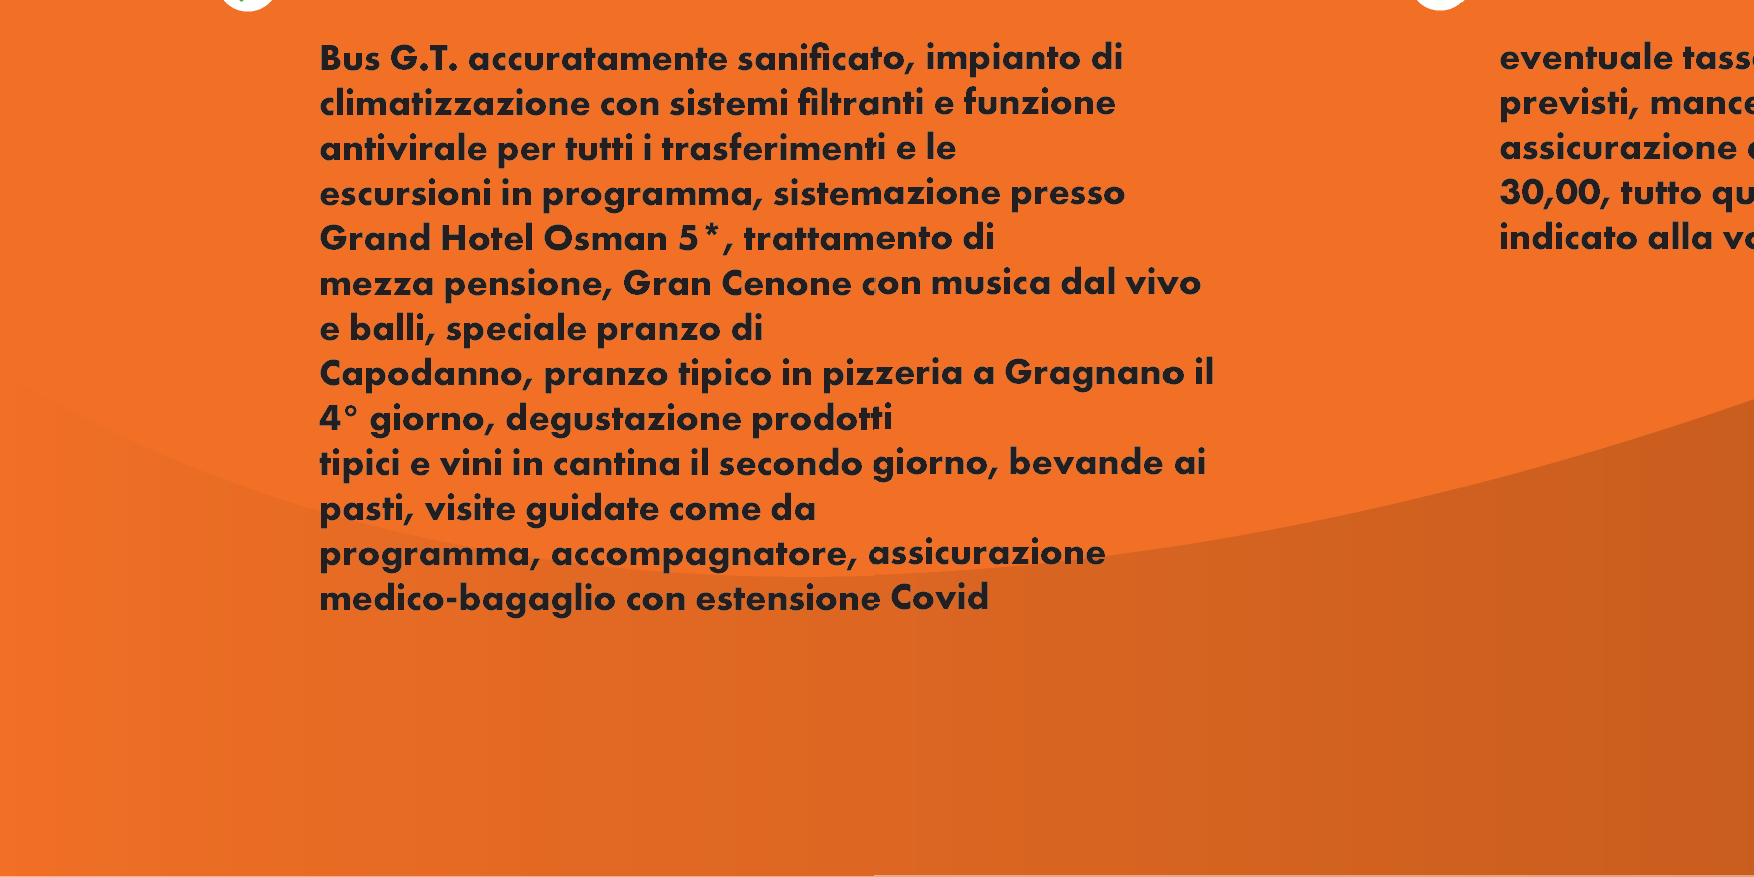 Bus G.T. accuratamente sanificato, impianto di
climatizzazione con sistemi filtranti e funzione
antivirale per tutti i trasferimenti e le
escursioni in programma, sistemazione presso
Grand Hotel Osman 5*, trattamento di
mezza pensione, Gran Cenone con musica dal vivo
e balli, speciale pranzo di
Capodanno, pranzo tipico in pizzeria a Gragnano il
4° giorno, degustazione prodotti
tipici e vini in cantina il secondo giorno, bevande ai
pasti, visite guidate come da
programma, accompagnatore, assicurazione
medico-bagaglio con estensione Covid
eventuale
previsti,
assicurazione
30,00, tutto
indicato alla